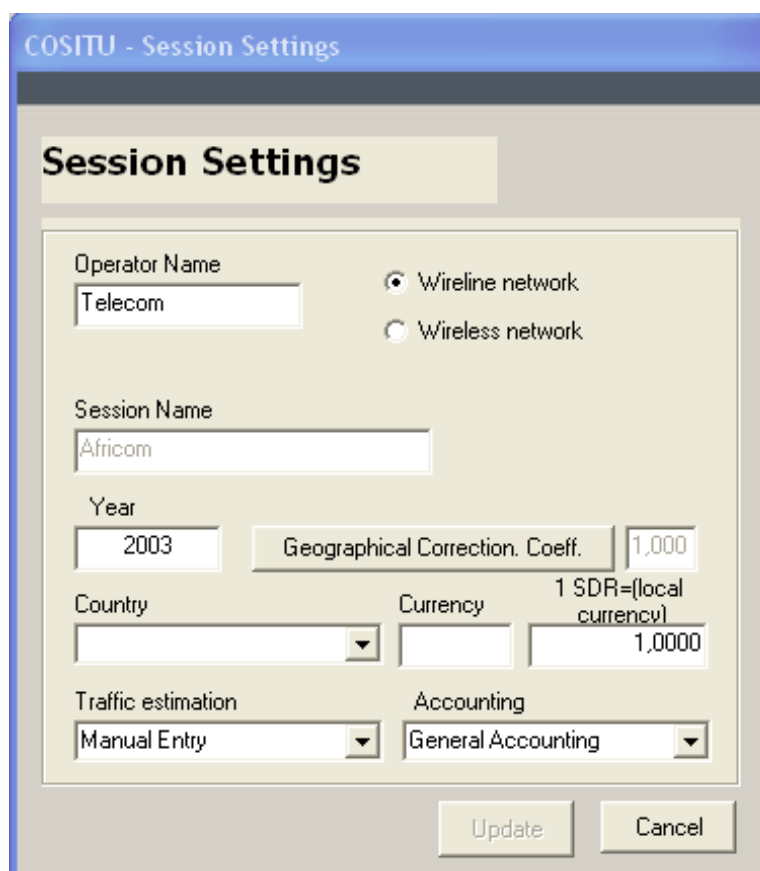 COSITU - Session Settings
Session Settings
Operator Name
Telecom
Wireline network
Wireless network
Session Name
Africom
Year
2003
Geographical Correction. Coeff.
1,000
Country
Currency
1 SDR=(local
currency)
1,0000
Traffic estimation
Accounting
Manual Entry
General Accounting
Update
Cancel